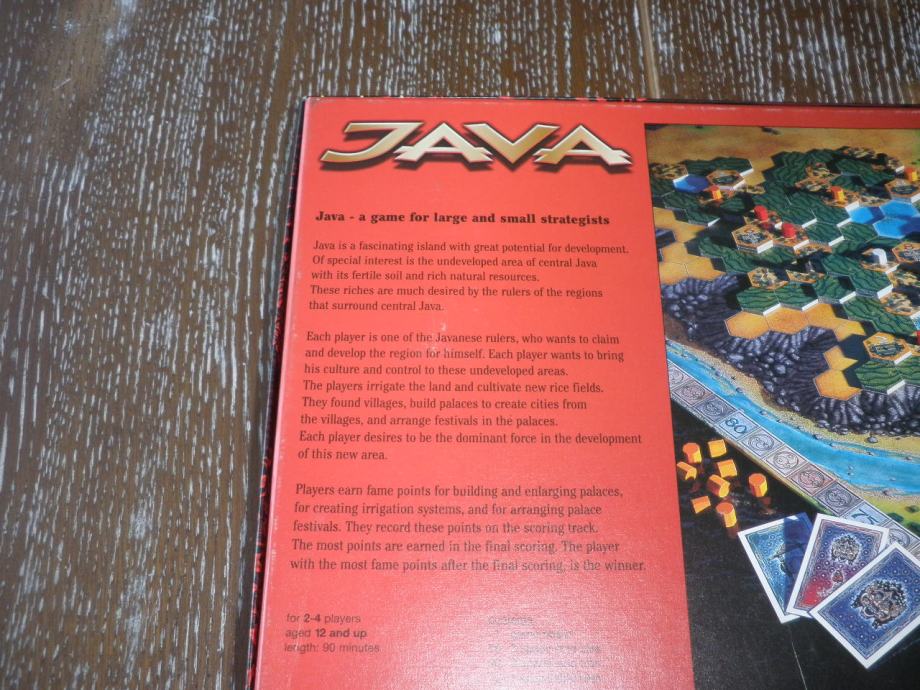 JAVA
Java - a game for large and small strategists
Java is a fascinating island with great potential for development.
Of special interest is the undeveloped area of central Java
with its fertile soil and rich natural resources.
These riches are much desired by the rulers of the regions
that surround central Java.
Each player is one of the Javanese rulers, who wants to claim
and develop the region for himself. Each player wants to bring
his culture and control to these undeveloped areas.
The players irrigate the land and cultivate new rice fields.
They found villages, build palaces to create cities from
the villages, and arrange festivals in the palaces.
Each player desires to be the dominant force in the development
of this new area.
Players earn fame points for building and enlarging palaces,
for creating irrigation systems, and for arranging palace
festivals. They record these points on the scoring track.
The most points are earned in the final scoring. The player
with the most fame points after the final scoring, is the winner.
for 2-4 players
aged 12 and up
length: 90 minutes
80